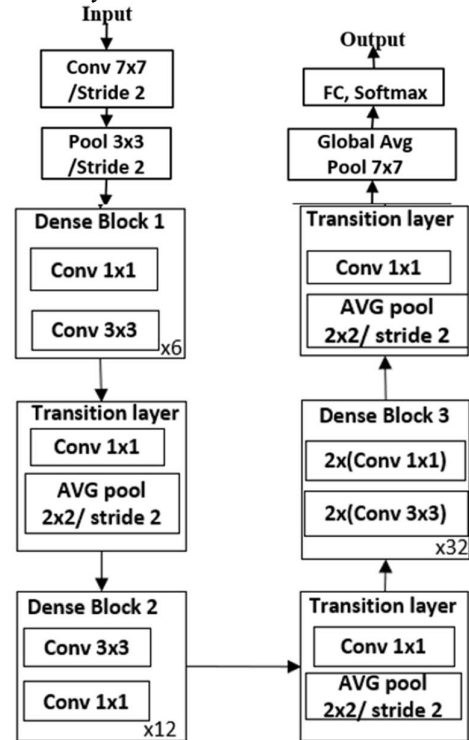 Input
Conv 7x7
/Stride 2
Pool 3x3
/Stride 2
Dense Block 1
Conv 1x1
Conv 3x3
x6
Transition layer
Conv 1x1
AVG pool
2x2/ stride 2
Dense Block 2
Conv 3x3
Conv 1x1
x12
Transition layer
Conv 1x1
AVG pool
2x2/ stride 2
Dense Block 3
2x(Conv 1x1)
2x(Conv 3x3)
x32
Transition layer
Conv 1x1
AVG pool
2x2/ stride 2
Global Avg
Pool 7x7
FC, Softmax
Output